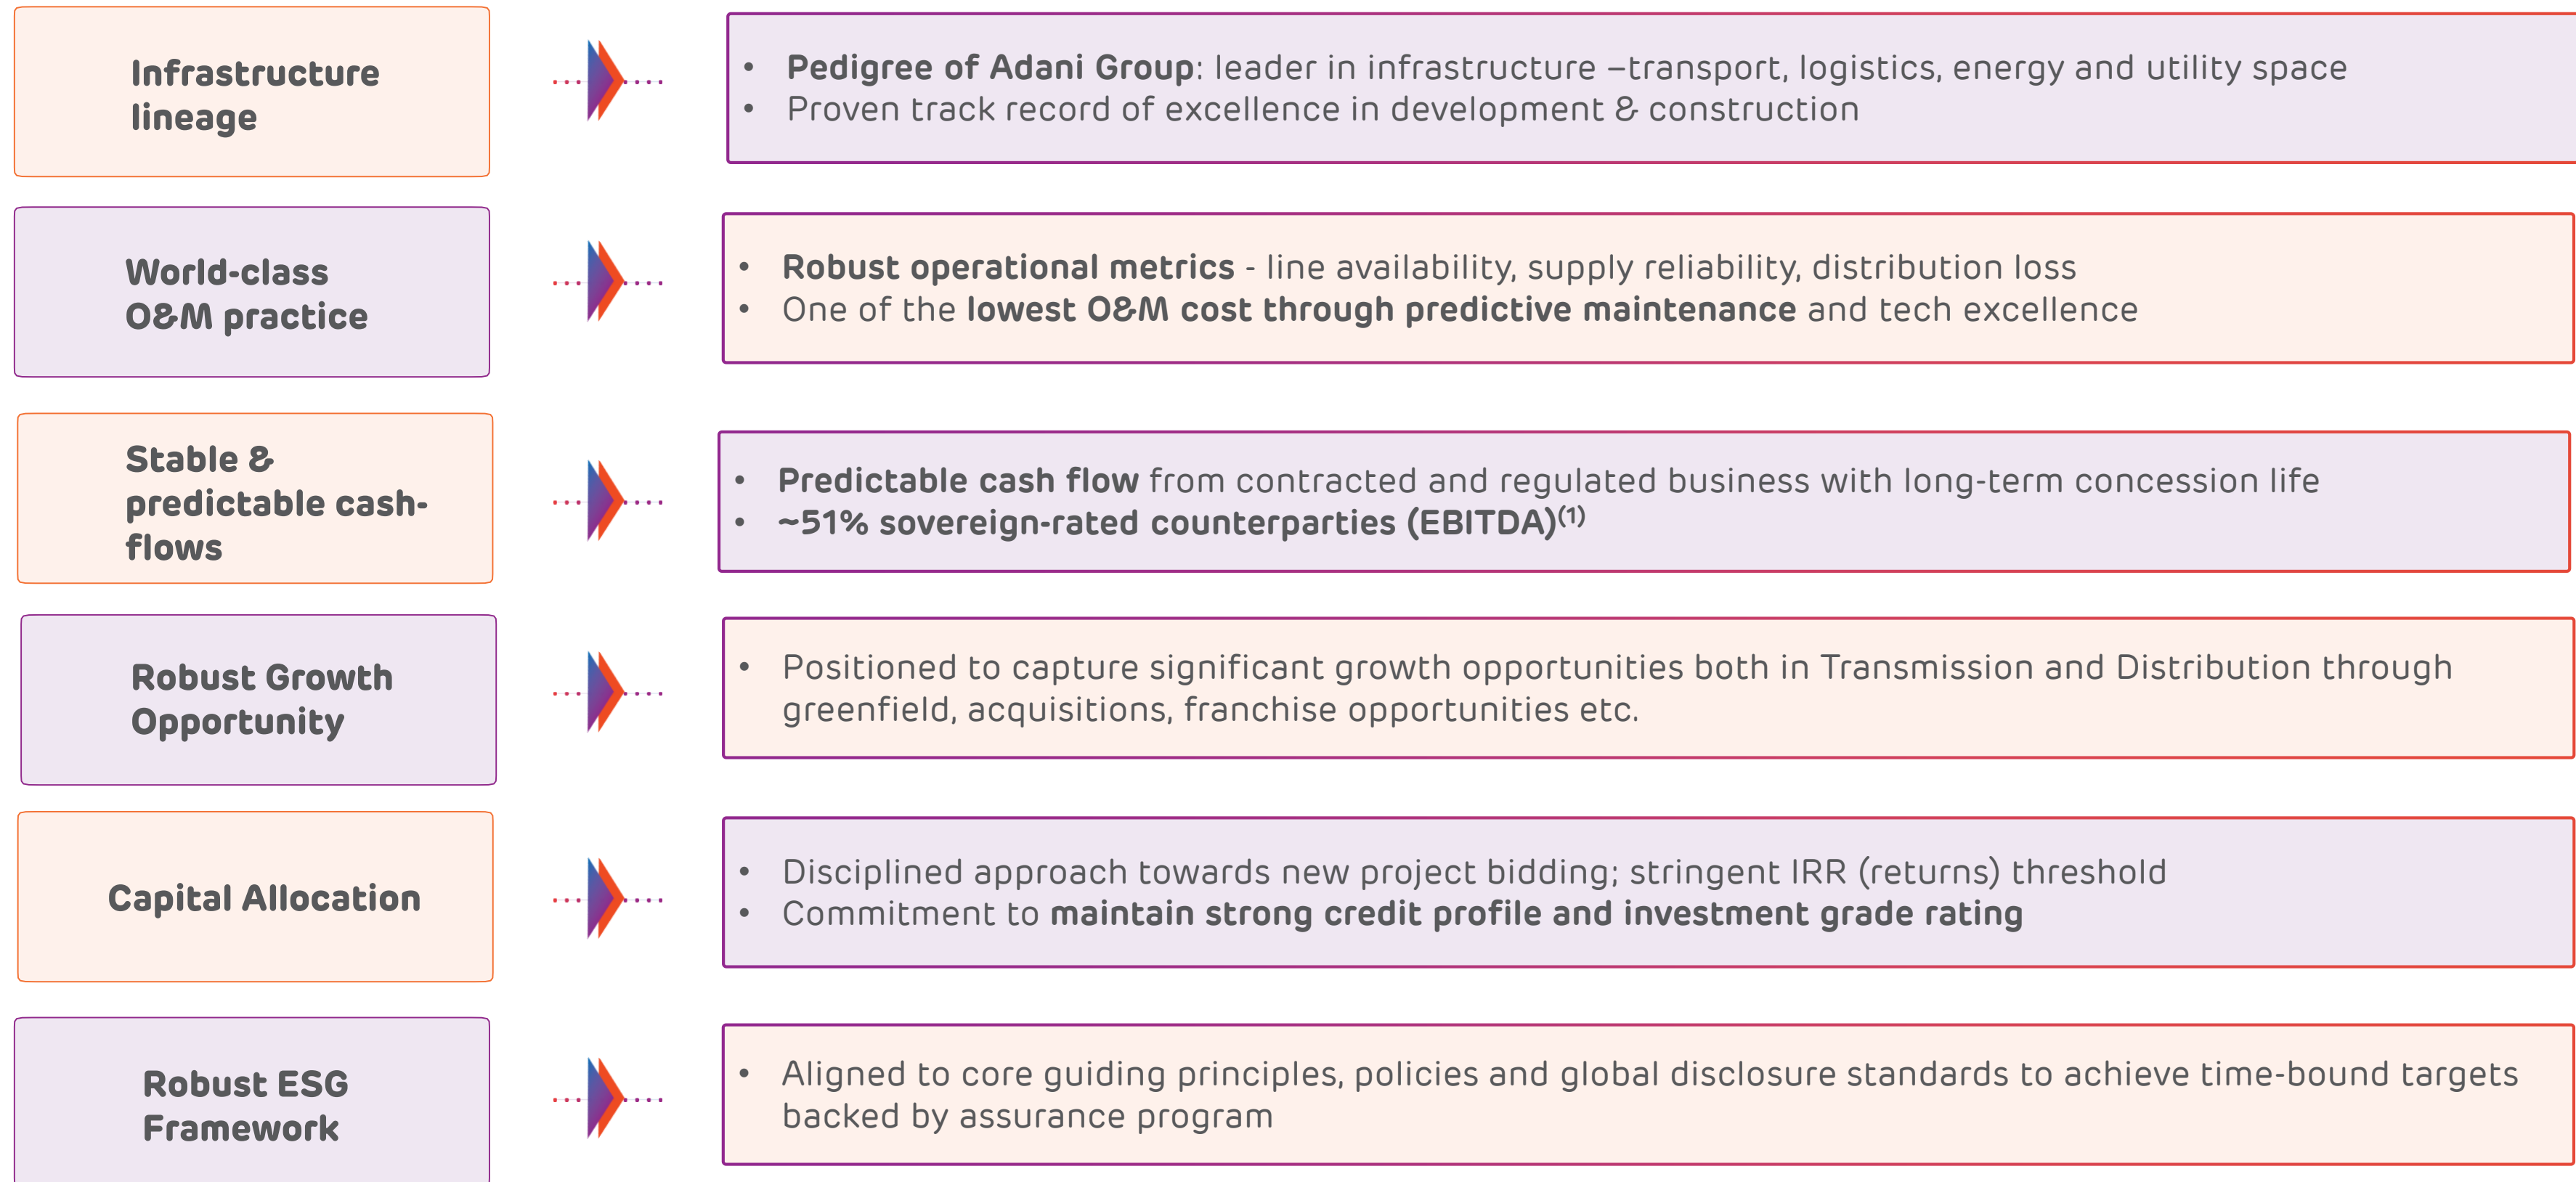 Infrastructure
lineage
• Pedigree of Adani Group: leader in infrastructure –transport, logistics, energy and utility space
• Proven track record of excellence in development & construction
World-class
O&M practice
• Robust operational metrics - line availability, supply reliability, distribution loss
• One of the lowest O&M cost through predictive maintenance and tech excellence
Stable &
predictable cash-
flows
• Predictable cash flow from contracted and regulated business with long-term concession life
• ~51% sovereign-rated counterparties (EBITDA)(1)
Robust Growth
Opportunity
• Positioned to capture significant growth opportunities both in Transmission and Distribution through
greenfield, acquisitions, franchise opportunities etc.
Capital Allocation
• Disciplined approach towards new project bidding; stringent IRR (returns) threshold
• Commitment to maintain strong credit profile and investment grade rating
Robust ESG
Framework
• Aligned to core guiding principles, policies and global disclosure standards to achieve time-bound targets
backed by assurance program